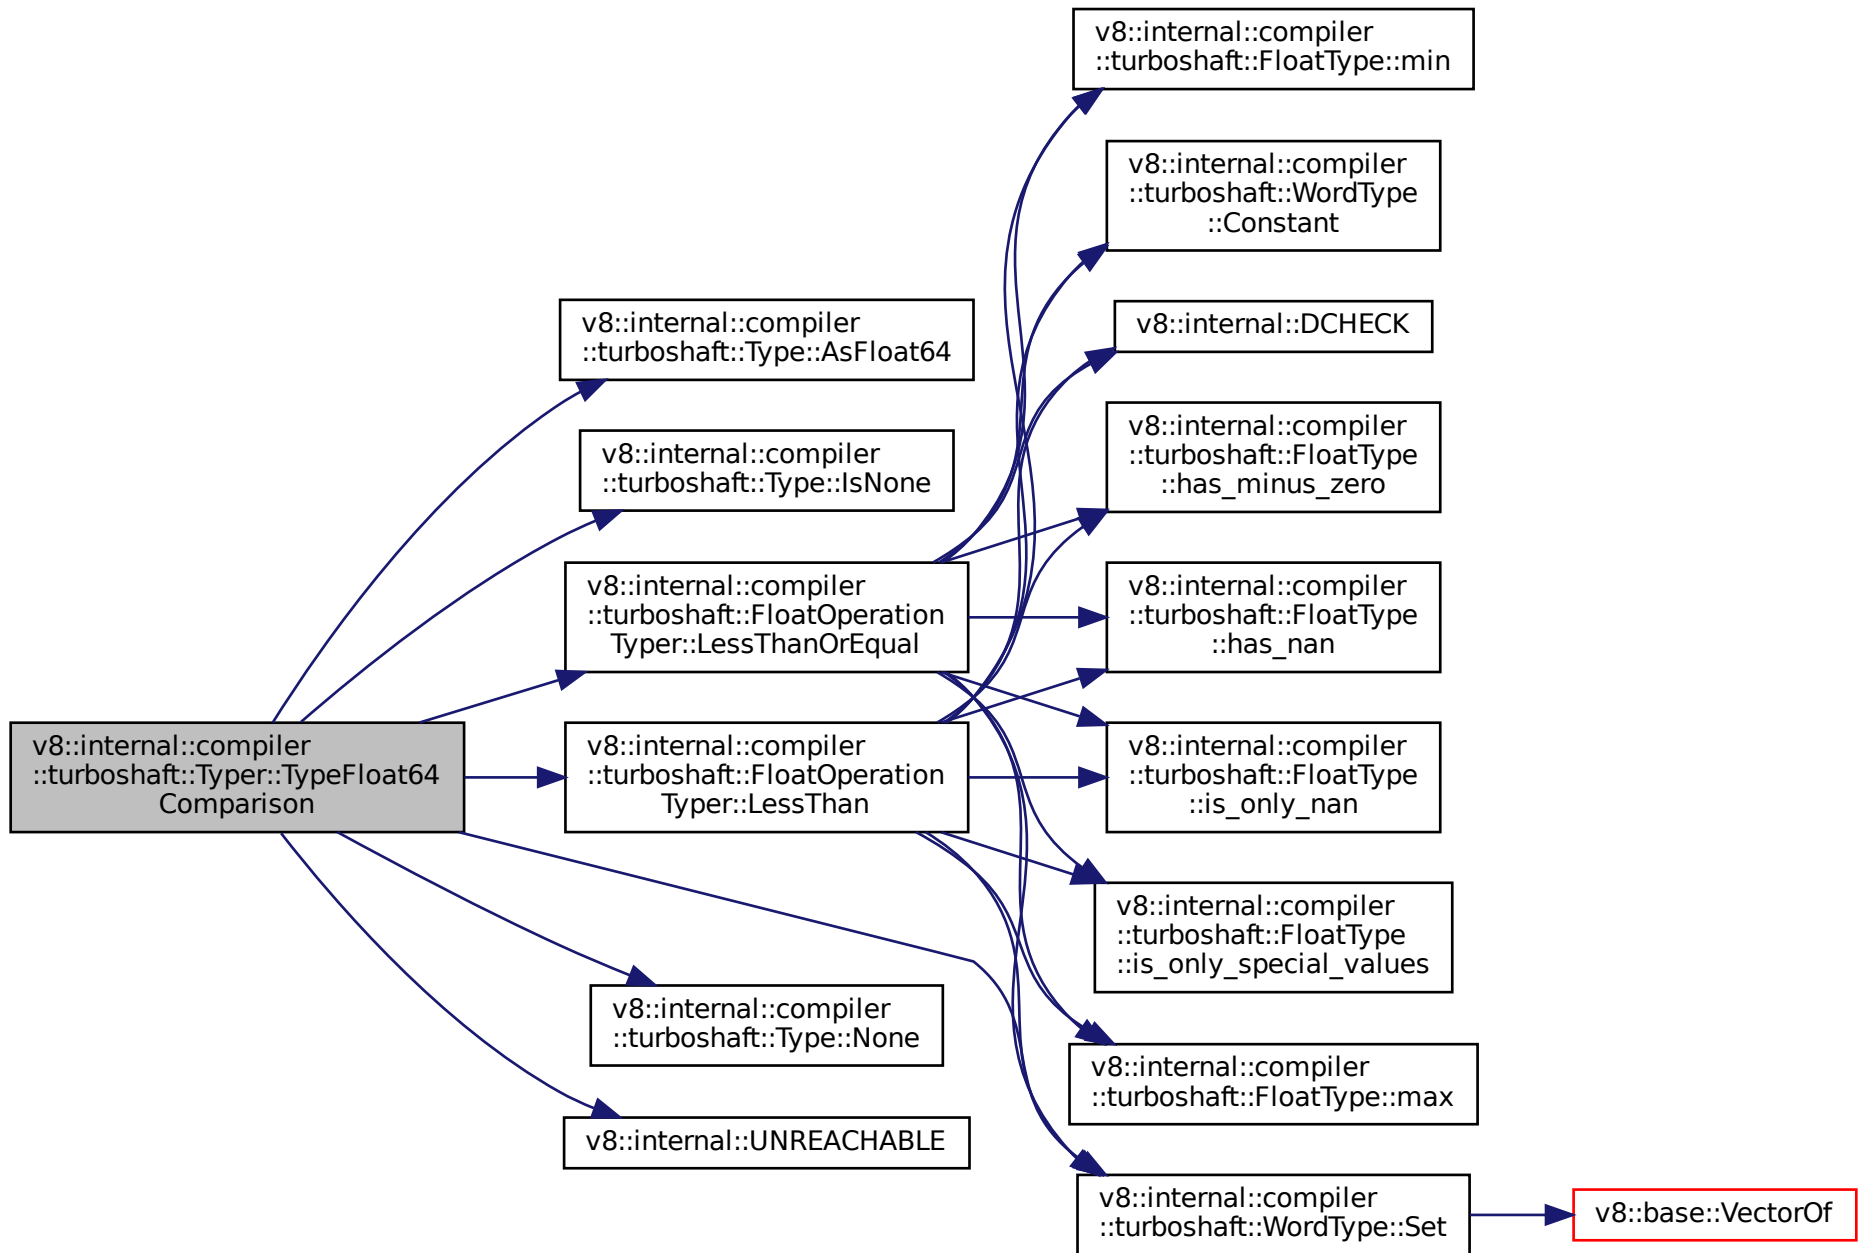 v8::internal::compiler
::turboshaft::Typer::TypeFloat64
Comparison
v8::internal::compiler
::turboshaft::Type::AsFloat64
v8::internal::compiler
::turboshaft::Type::IsNone
v8::internal::compiler
::turboshaft::FloatOperation
Typer::LessThanOrEqual
v8::internal::compiler
::turboshaft::FloatOperation
Typer::LessThan
v8::internal::compiler
::turboshaft::Type::None
v8::internal::UNREACHABLE
v8::internal::compiler
::turboshaft::FloatType::min
v8::internal::compiler
::turboshaft::WordType
::Constant
v8::internal::DCHECK
v8::internal::compiler
::turboshaft::FloatType
::has_minus_zero
v8::internal::compiler
::turboshaft::FloatType
::has_nan
v8::internal::compiler
::turboshaft::FloatType
::is_only_nan
v8::internal::compiler
::turboshaft::FloatType
::is_only_special_values
v8::internal::compiler
::turboshaft::FloatType::max
v8::internal::compiler
::turboshaft::WordType::Set
v8::base::VectorOf